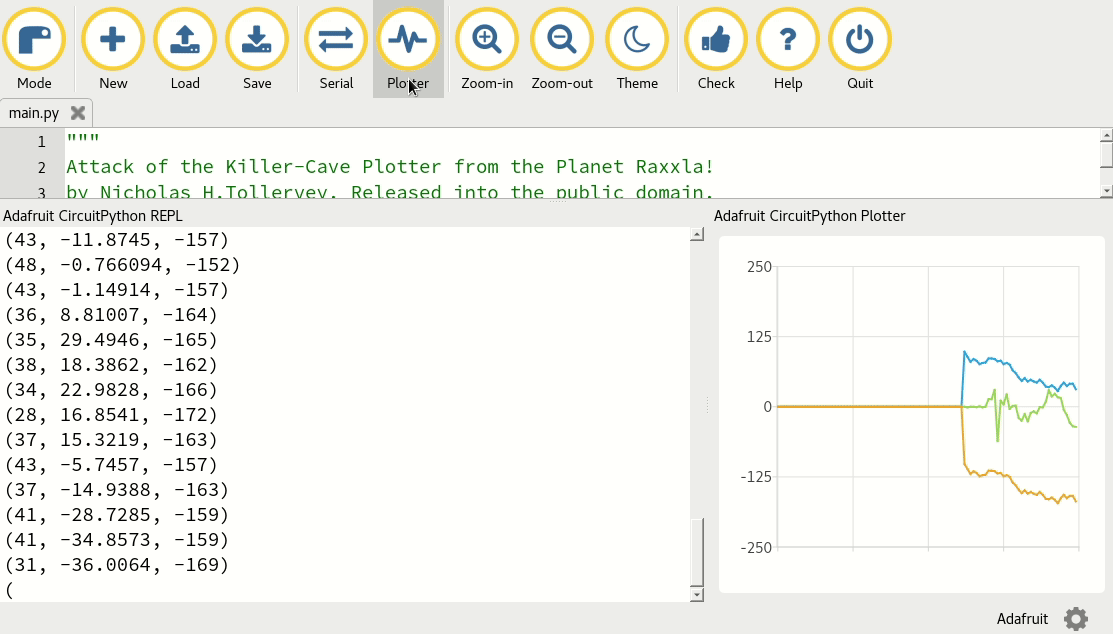 Mode New Load Save Serial Plotter Zoom-in Zoom-out Theme Check Help Quit
main.py
1 """
2 Attack of the Killer-Cave Plotter from the Planet Raxxla!
3 by Nicholas H.Tollervey. Released into the public domain.
Adafruit CircuitPython REPL
(43, -11.8745, -157)
(48, -0.766094, -152)
(43, -1.14914, -157)
(36, 8.81007, -164)
(35, 29.4946, -165)
(38, 18.3862, -162)
(34, 22.9828, -166)
(28, 16.8541, -172)
(37, 15.3219, -163)
(43, -5.7457, -157)
(37, -14.9388, -163)
(41, -28.7285, -159)
(41, -34.8573, -159)
(31, -36.0064, -169)
(
Adafruit CircuitPython Plotter
250
125
0
-125
-250
Adafruit